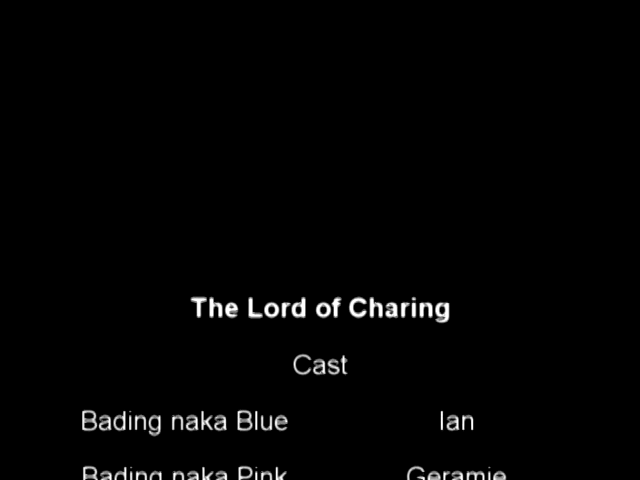 The Lord of Charing
Cast
Bading naka Blue Ian
Bading naka Pink Geramie